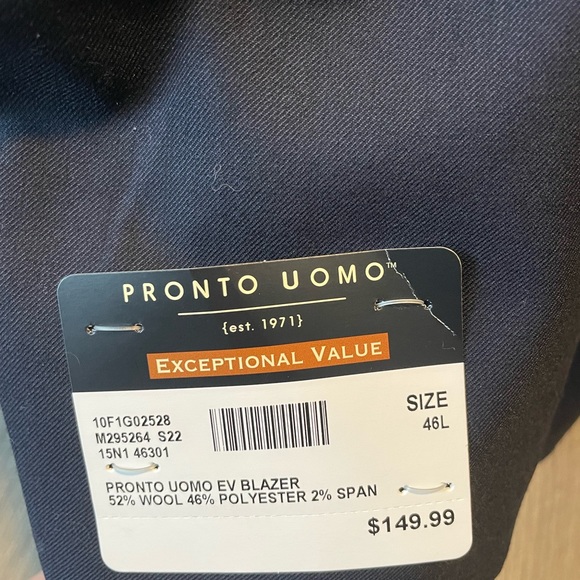 PRONTO UOMO™
{est. 1971}
EXCEPTIONAL VALUE
10F1G02528
M295264 S22
15N1 46301
SIZE
46L
PRONTO UOMO EV BLAZER
52% WOOL 46% POLYESTER 2% SPAN
$149.99